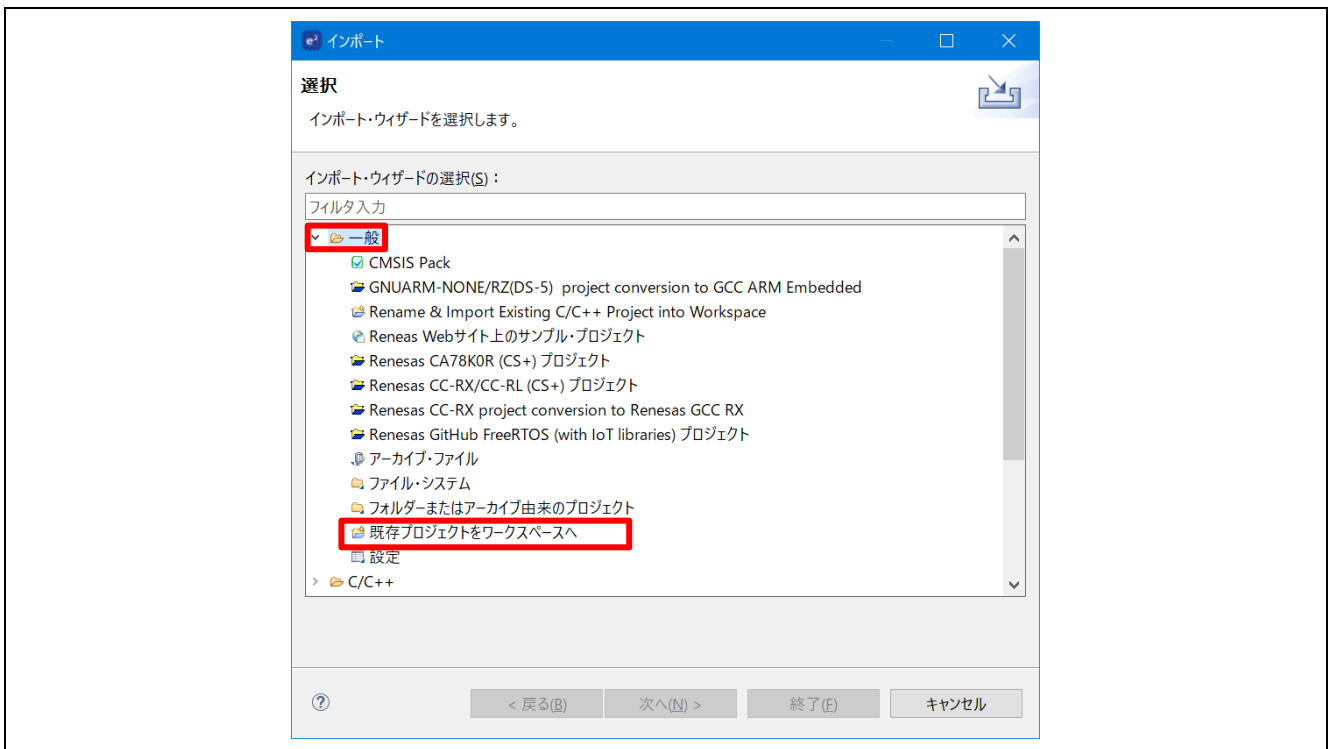 e² インポート
選択
インポート・ウィザードを選択します。
インポート・ウィザードの選択(S)：
フィルタ入力
一般
CMSIS Pack
GNUARM-NONE/RZ(DS-5) project conversion to GCC ARM Embedded
Rename & Import Existing C/C++ Project into Workspace
Reneas Webサイト上のサンプル・プロジェクト
Renesas CA78K0R (CS+) プロジェクト
Renesas CC-RX/CC-RL (CS+) プロジェクト
Renesas CC-RX project conversion to Renesas GCC RX
Renesas GitHub FreeRTOS (with IoT libraries) プロジェクト
アーカイブ・ファイル
ファイル・システム
フォルダーまたはアーカイブ由来のプロジェクト
既存プロジェクトをワークスペースへ
設定
C/C++
? < 戻る(B) 次へ(N) > 終了(F) キャンセル